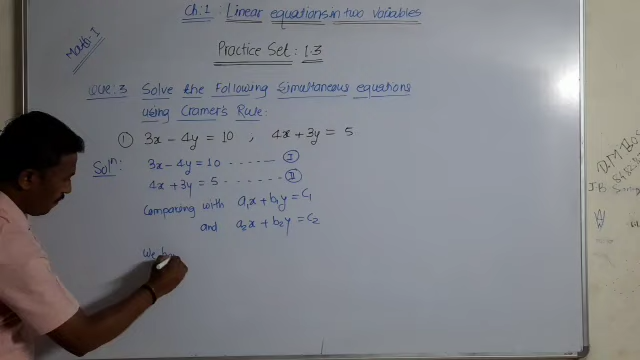 Ch:1 : Linear equations in two variables
Maths-I
Practice Set: 1.3
Que:3 Solve the Following Simultaneous equations
using Cramer's Rule:
① 3x − 4y = 10 , 4x + 3y = 5
Solⁿ: 3x − 4y = 10 ------ Ⓘ
4x + 3y = 5 ------- Ⓘ︎Ⓘ
Comparing with a₁x + b₁y = c₁
and a₂x + b₂y = c₂
We